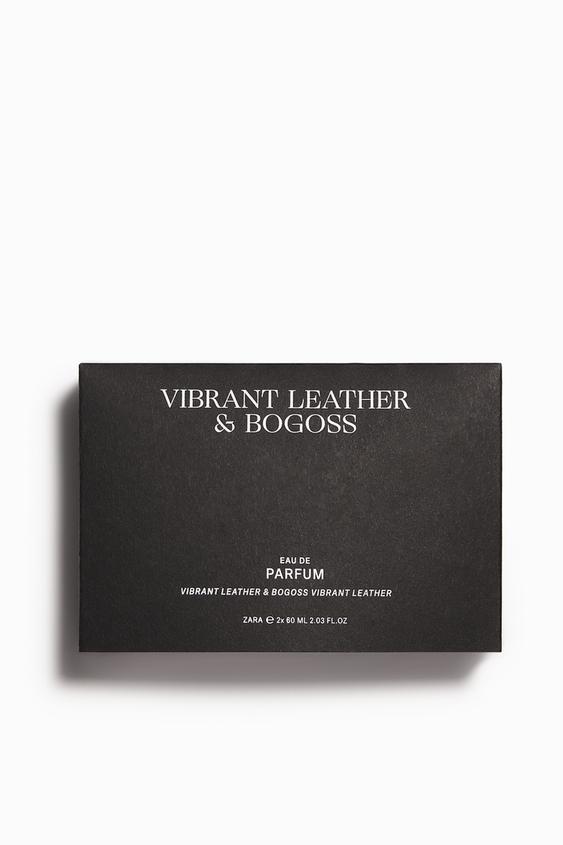 VIBRANT LEATHER
& BOGOSS
EAU DE
PARFUM
VIBRANT LEATHER & BOGOSS VIBRANT LEATHER
ZARA ℮ 2x 60 ML 2.03 FL.OZ